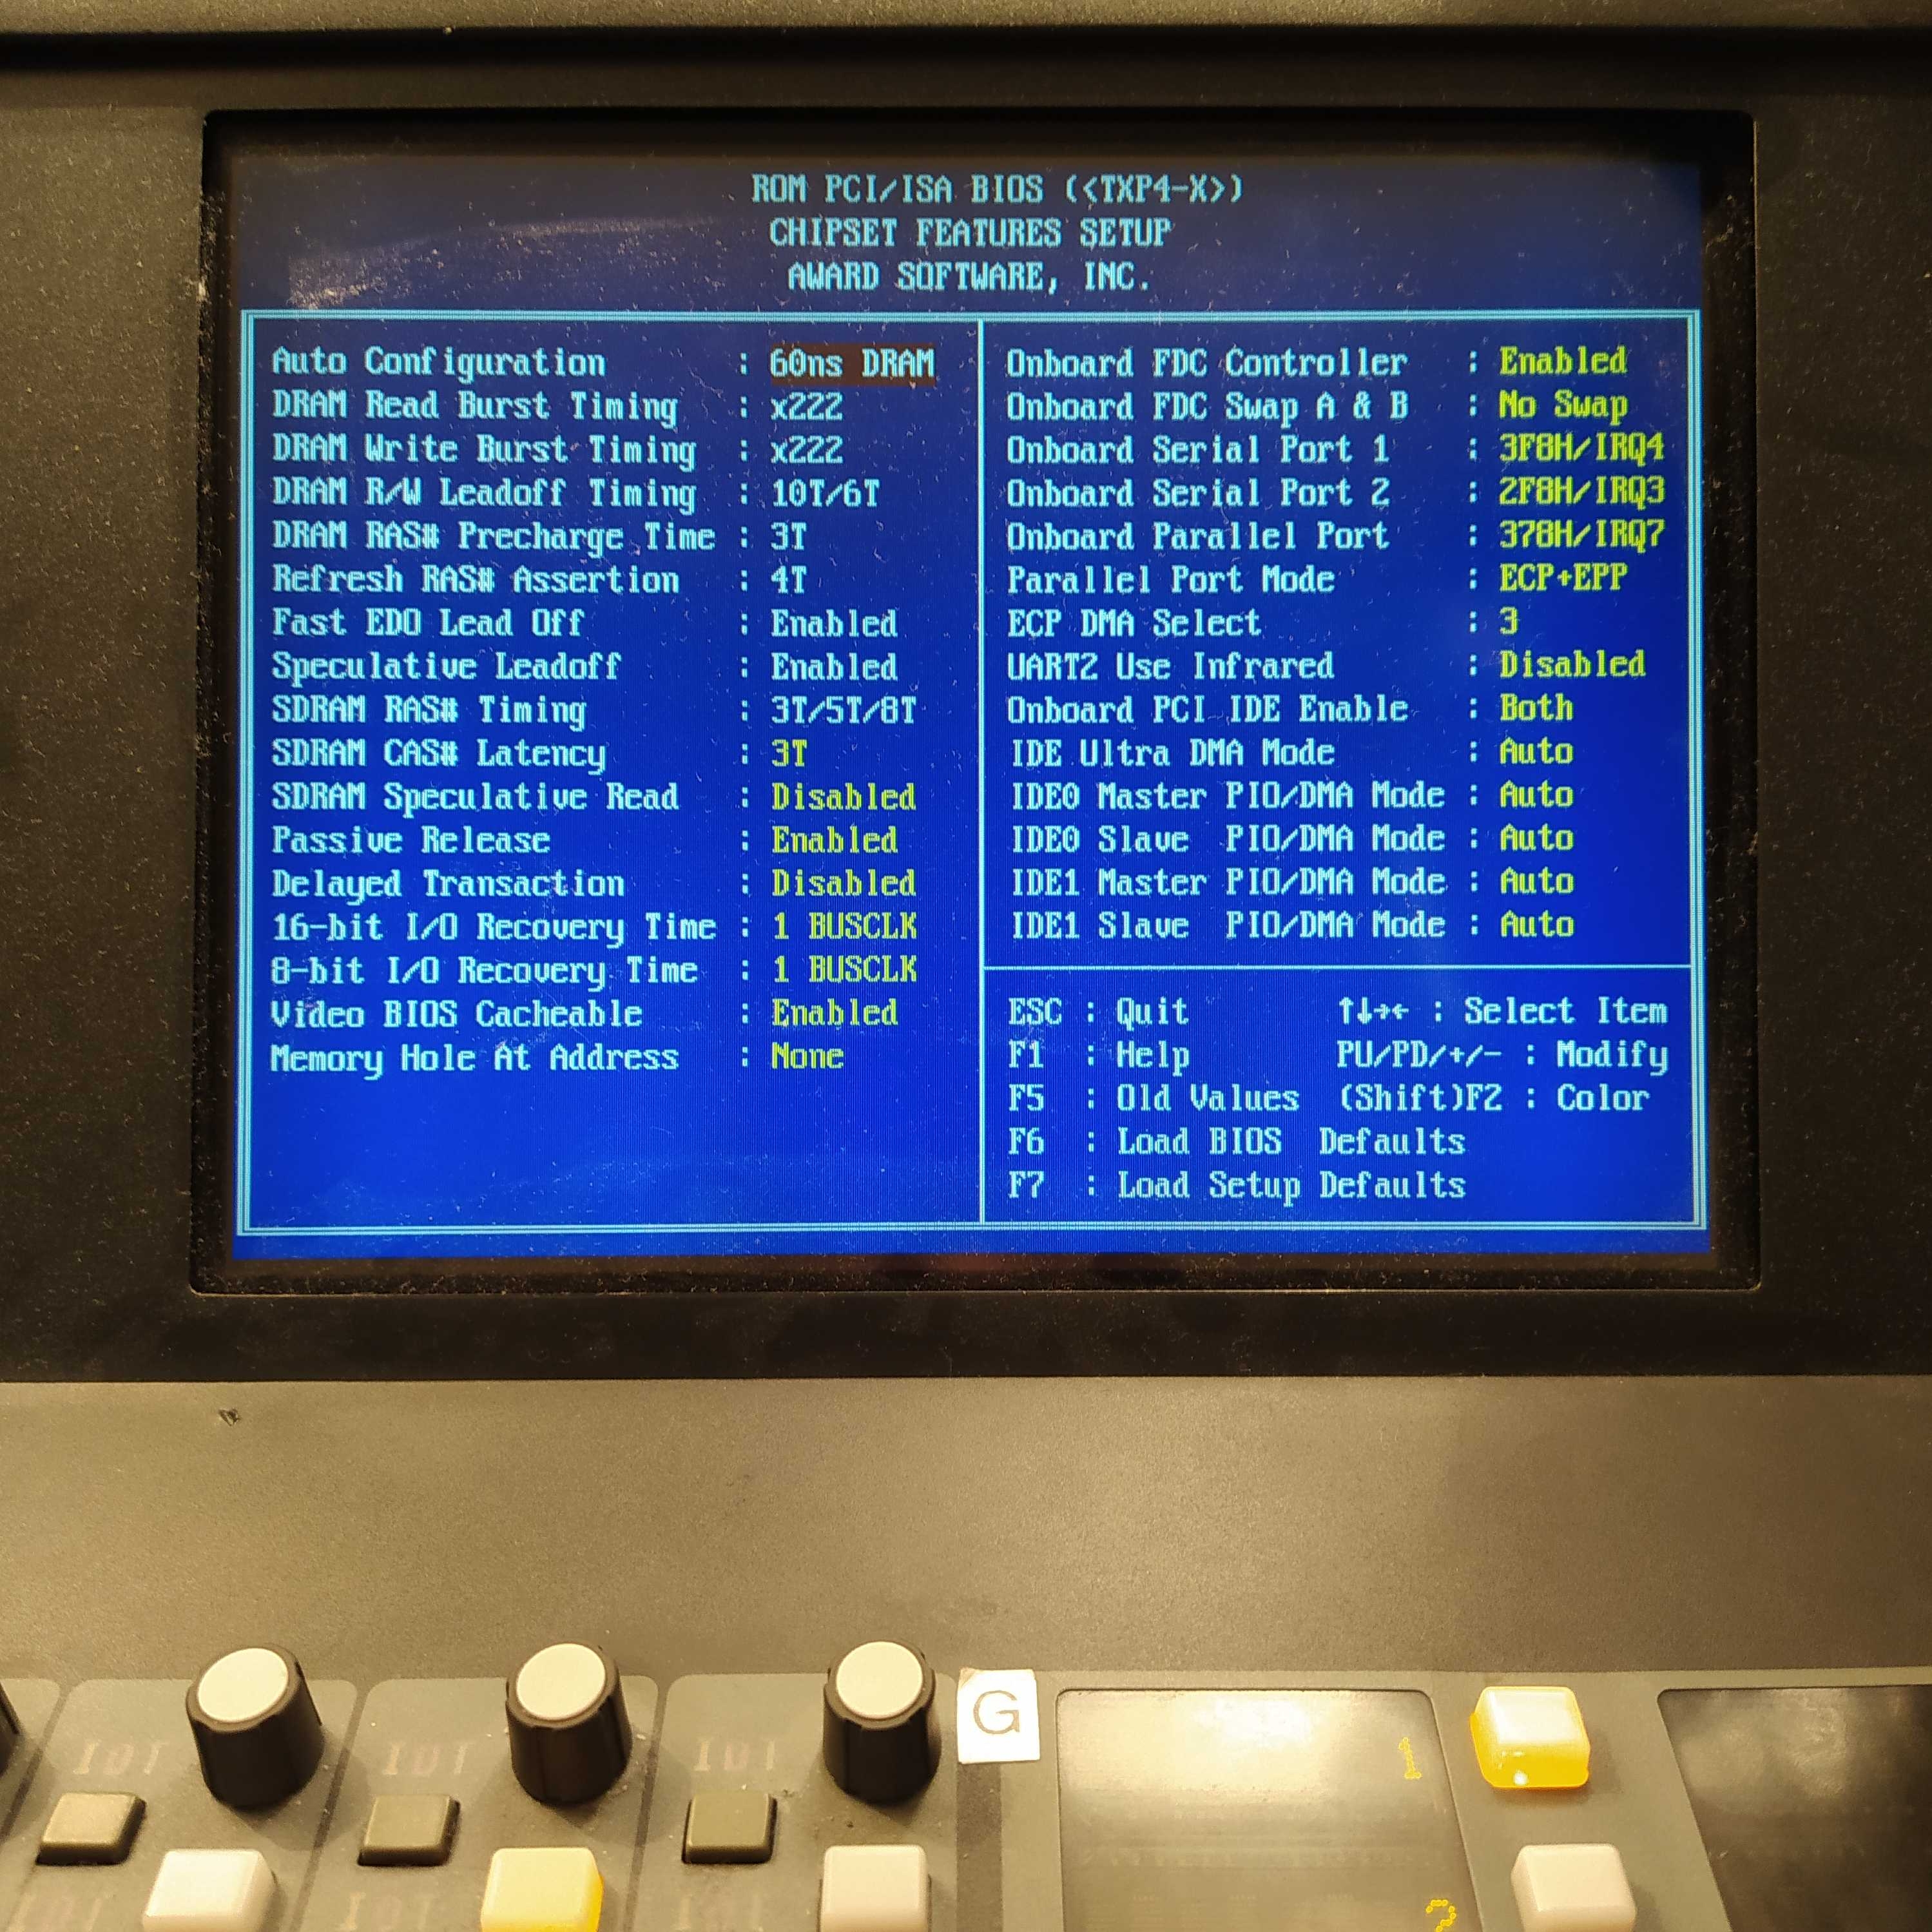 ROM PCI/ISA BIOS (<TXP4-X>)
CHIPSET FEATURES SETUP
AWARD SOFTWARE, INC.
Auto Configuration : 60ns DRAM
DRAM Read Burst Timing : x222
DRAM Write Burst Timing : x222
DRAM R/W Leadoff Timing : 10T/6T
DRAM RAS# Precharge Time : 3T
Refresh RAS# Assertion : 4T
Fast EDO Lead Off : Enabled
Speculative Leadoff : Enabled
SDRAM RAS# Timing : 3T/5T/8T
SDRAM CAS# Latency : 3T
SDRAM Speculative Read : Disabled
Passive Release : Enabled
Delayed Transaction : Disabled
16-bit I/O Recovery Time : 1 BUSCLK
8-bit I/O Recovery Time : 1 BUSCLK
Video BIOS Cacheable : Enabled
Memory Hole At Address : None
Onboard FDC Controller : Enabled
Onboard FDC Swap A & B : No Swap
Onboard Serial Port 1 : 3F8H/IRQ4
Onboard Serial Port 2 : 2F8H/IRQ3
Onboard Parallel Port : 378H/IRQ7
Parallel Port Mode : ECP+EPP
ECP DMA Select : 3
UART2 Use Infrared : Disabled
Onboard PCI IDE Enable : Both
IDE Ultra DMA Mode : Auto
IDE0 Master PIO/DMA Mode : Auto
IDE0 Slave PIO/DMA Mode : Auto
IDE1 Master PIO/DMA Mode : Auto
IDE1 Slave PIO/DMA Mode : Auto
ESC : Quit ↑↓→← : Select Item
F1 : Help PU/PD/+/- : Modify
F5 : Old Values (Shift)F2 : Color
F6 : Load BIOS Defaults
F7 : Load Setup Defaults
G
1
2